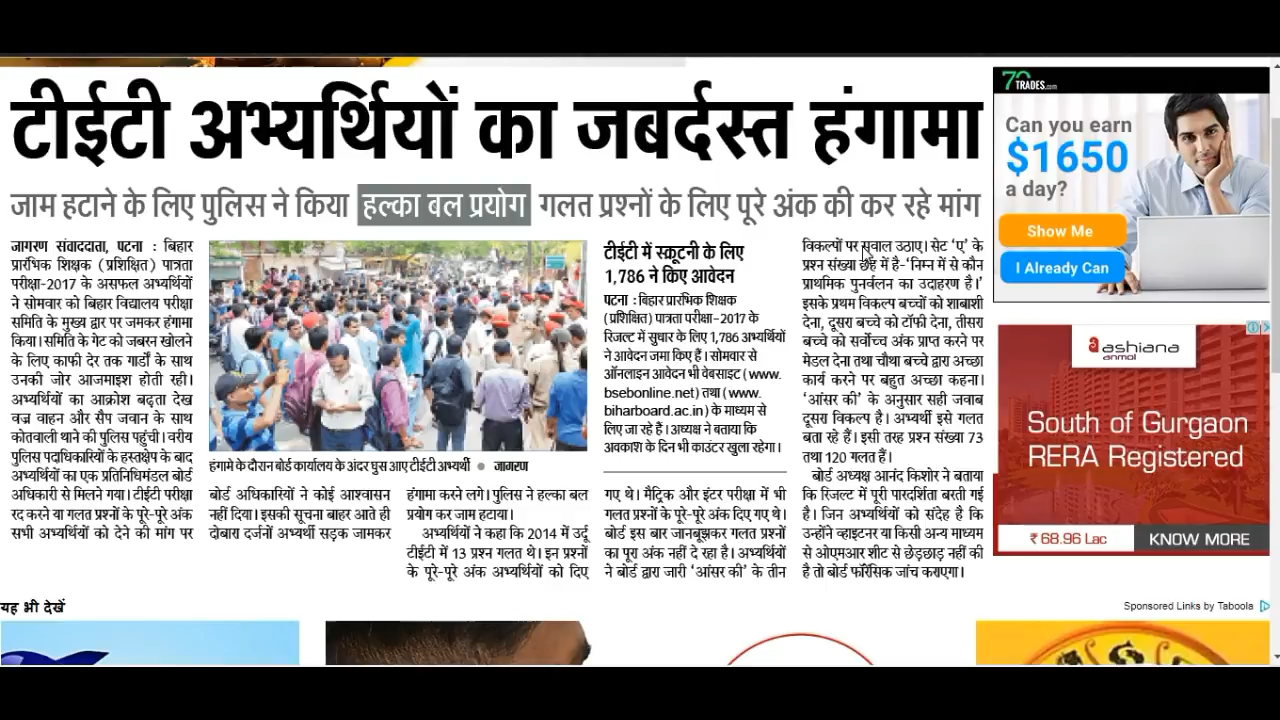 टीईटी अभ्यर्थियों का जबर्दस्त हंगामा
जाम हटाने के लिए पुलिस ने किया हल्का बल प्रयोग गलत प्रश्नों के लिए पूरे अंक की कर रहे मांग
जागरण संवाददाता, पटना : बिहार
प्रारंभिक शिक्षक (प्रशिक्षित) पात्रता
परीक्षा-2017 के असफल अभ्यर्थियों
ने सोमवार को बिहार विद्यालय परीक्षा
समिति के मुख्य द्वार पर जमकर हंगामा
किया। समिति के गेट को जबरन खोलने
के लिए काफी देर तक गार्डों के साथ
उनकी जोर आजमाइश होती रही।
अभ्यर्थियों का आक्रोश बढ़ता देख
वज्र वाहन और सैप जवान के साथ
कोतवाली थाने की पुलिस पहुंची। वरीय
पुलिस पदाधिकारियों के हस्तक्षेप के बाद
अभ्यर्थियों का एक प्रतिनिधिमंडल बोर्ड
अधिकारी से मिलने गया। टीईटी परीक्षा
रद करने या गलत प्रश्नों के पूरे-पूरे अंक
सभी अभ्यर्थियों को देने की मांग पर
हंगामे के दौरान बोर्ड कार्यालय के अंदर घुस आए टीईटी अभ्यर्थी ● जागरण
बोर्ड अधिकारियों ने कोई आश्वासन
नहीं दिया। इसकी सूचना बाहर आते ही
दोबारा दर्जनों अभ्यर्थी सड़क जामकर
हंगामा करने लगे। पुलिस ने हल्का बल
प्रयोग कर जाम हटाया।
अभ्यर्थियों ने कहा कि 2014 में उर्दू
टीईटी में 13 प्रश्न गलत थे। इन प्रश्नों
के पूरे-पूरे अंक अभ्यर्थियों को दिए
टीईटी में स्क्रूटनी के लिए
1,786 ने किए आवेदन
पटना : बिहार प्रारंभिक शिक्षक
(प्रशिक्षित) पात्रता परीक्षा-2017 के
रिजल्ट में सुधार के लिए 1,786 अभ्यर्थियों
ने आवेदन जमा किए हैं। सोमवार से
ऑनलाइन आवेदन भी वेबसाइट (www.
bsebonline.net) तथा (www.
biharboard.ac.in) के माध्यम से
लिए जा रहे हैं। अध्यक्ष ने बताया कि
अवकाश के दिन भी काउंटर खुला रहेगा।
गए थे। मैट्रिक और इंटर परीक्षा में भी
गलत प्रश्नों के पूरे-पूरे अंक दिए गए थे।
बोर्ड इस बार जानबूझकर गलत प्रश्नों
का पूरा अंक नहीं दे रहा है। अभ्यर्थियों
ने बोर्ड द्वारा जारी 'आंसर की' के तीन
विकल्पों पर सवाल उठाए। सेट 'ए' के
प्रश्न संख्या छह में है-'निम्न में से कौन
प्राथमिक पुनर्वलन का उदाहरण है।'
इसके प्रथम विकल्प बच्चों को शाबाशी
देना, दूसरा बच्चे को टॉफी देना, तीसरा
बच्चे को सर्वोच्च अंक प्राप्त करने पर
मेडल देना तथा चौथा बच्चे द्वारा अच्छा
कार्य करने पर बहुत अच्छा कहना।
'आंसर की' के अनुसार सही जवाब
दूसरा विकल्प है। अभ्यर्थी इसे गलत
बता रहे हैं। इसी तरह प्रश्न संख्या 73
तथा 120 गलत हैं।
बोर्ड अध्यक्ष आनंद किशोर ने बताया
कि रिजल्ट में पूरी पारदर्शिता बरती गई
है। जिन अभ्यर्थियों को संदेह है कि
उन्होंने व्हाइटनर या किसी अन्य माध्यम
से ओएमआर शीट से छेड़छाड़ नहीं की
है तो बोर्ड फॉरेंसिक जांच कराएगा।
70
TRADES.com
Can you earn
$1650
a day?
Show Me
I Already Can
ashiana
anmol
South of Gurgaon
RERA Registered
₹ 68.96 Lac KNOW MORE
यह भी देखें
Sponsored Links by Taboola